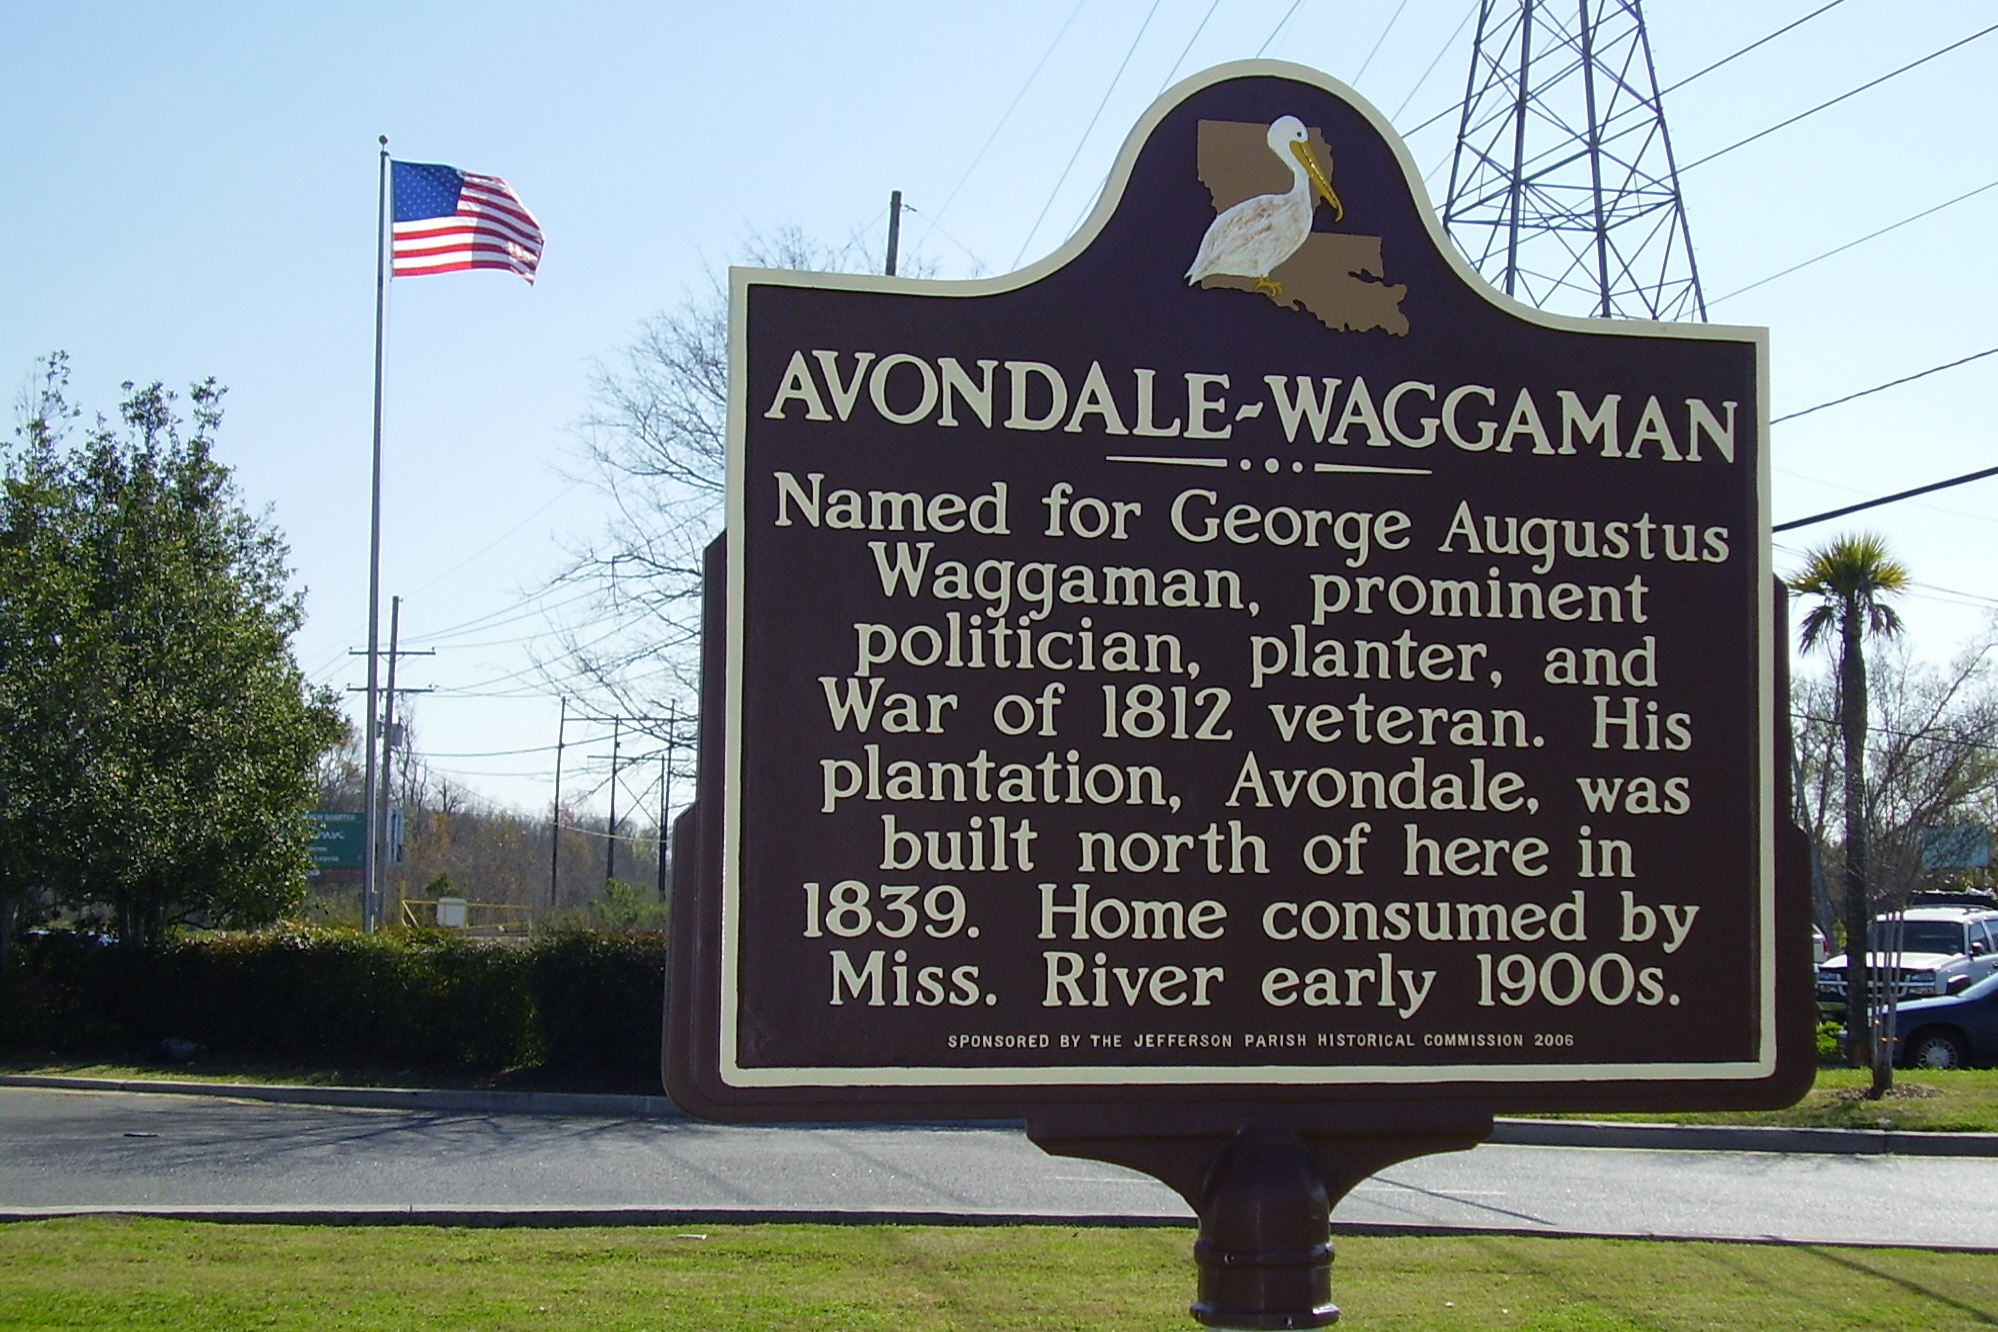 AVONDALE~WAGGAMAN
Named for George Augustus
Waggaman, prominent
politician, planter, and
War of 1812 veteran. His
plantation, Avondale, was
built north of here in
1839. Home consumed by
Miss. River early 1900s.
SPONSORED BY THE JEFFERSON PARISH HISTORICAL COMMISSION 2006